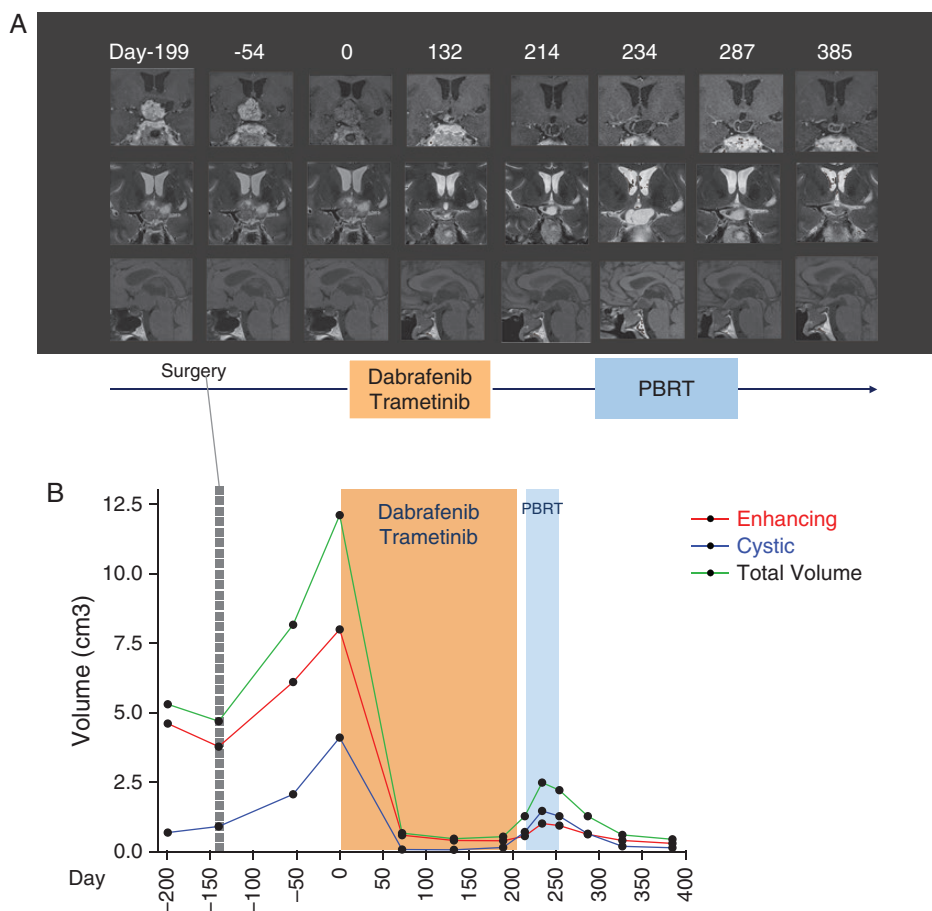 A
Day-199 -54 0 132 214 234 287 385
Surgery
Dabrafenib
Trametinib
PBRT
B
12.5
10.0
7.5
5.0
2.5
0.0
Volume (cm3)
Dabrafenib
Trametinib
PBRT
Enhancing
Cystic
Total Volume
Day
−200 −150 −100 −50 0 50 100 150 200 250 300 350 400